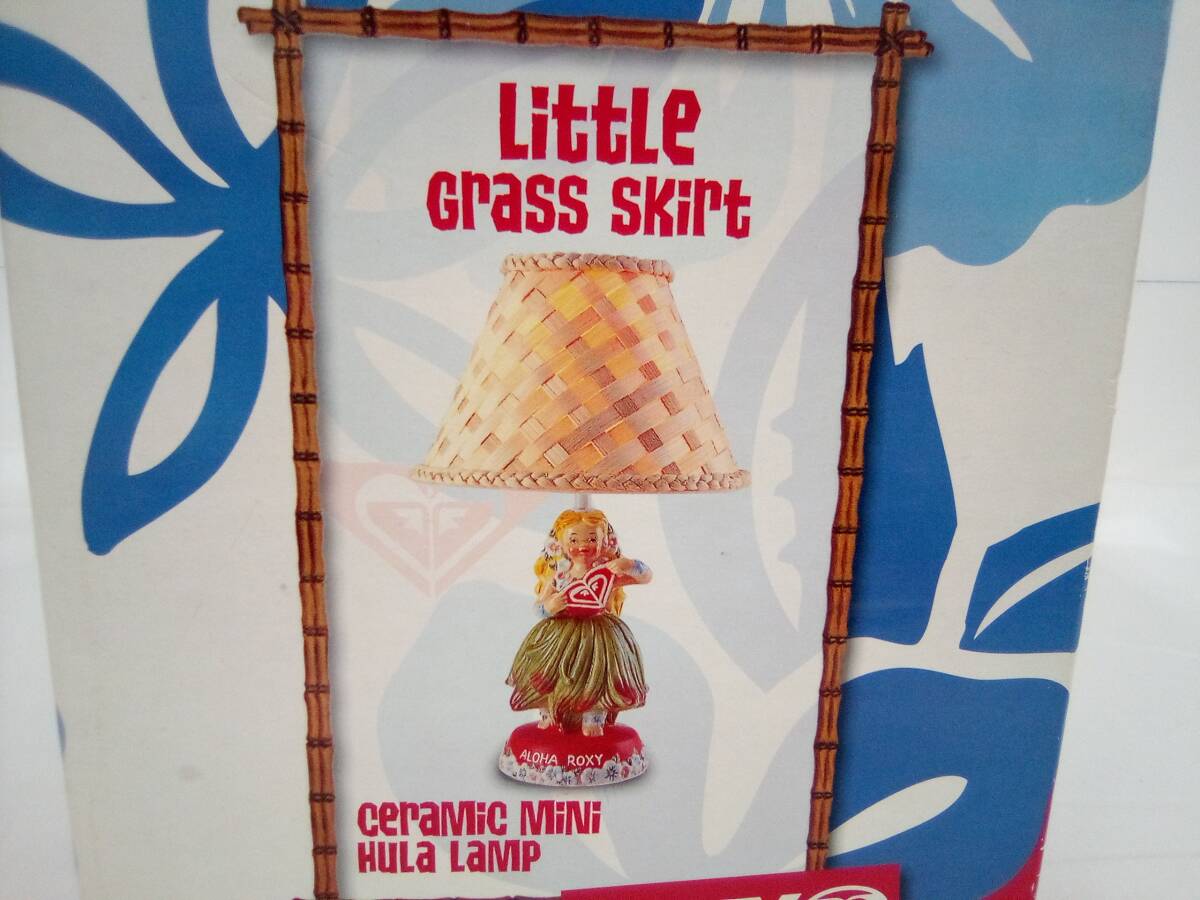 Little
Grass Skirt
ALOHA ROXY
Ceramic Mini
Hula Lamp